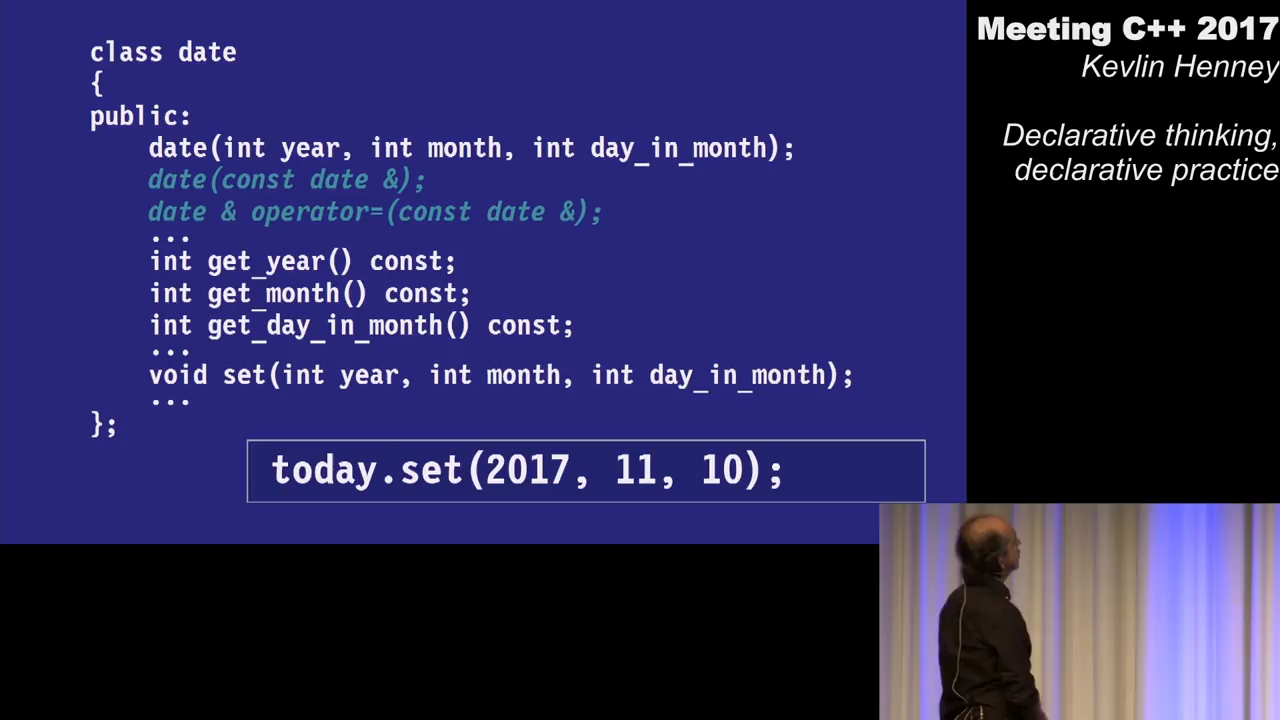 class date
{
public:
date(int year, int month, int day_in_month);
date(const date &);
date & operator=(const date &);
...
int get_year() const;
int get_month() const;
int get_day_in_month() const;
...
void set(int year, int month, int day_in_month);
...
};
today.set(2017, 11, 10);
Meeting C++ 2017
Kevlin Henney
Declarative thinking,
declarative practice